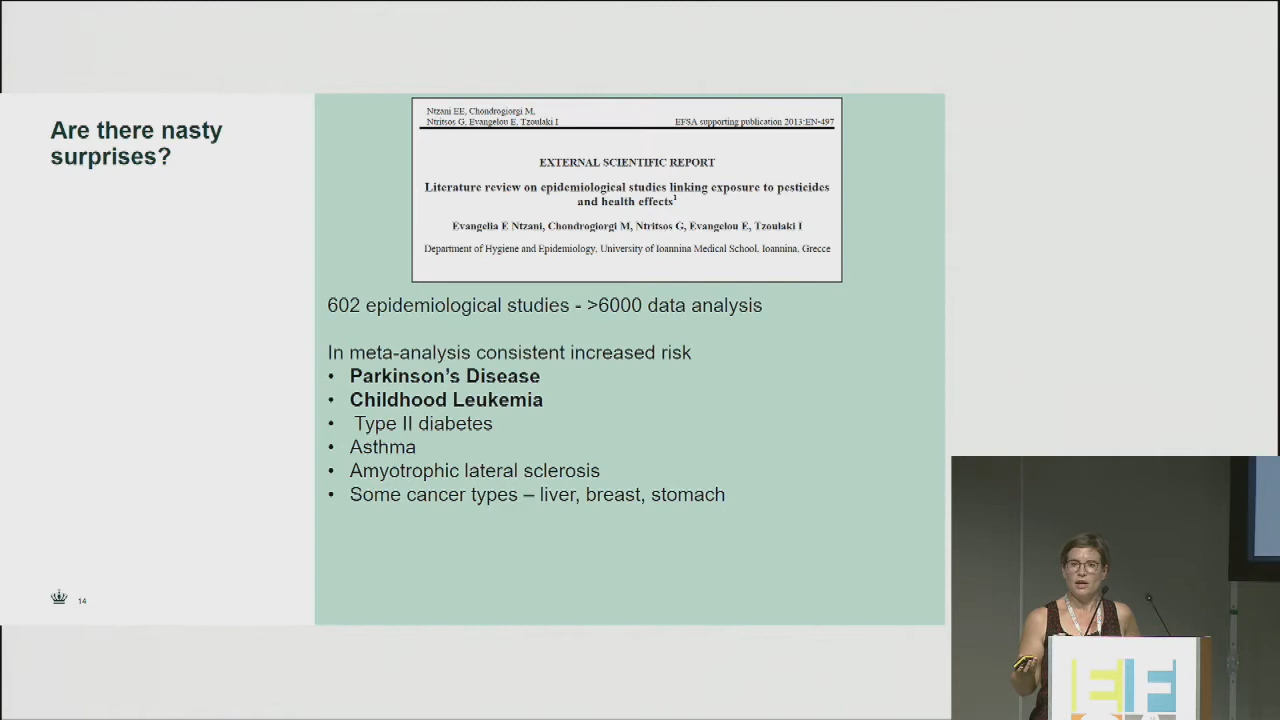 Are there nasty
surprises?
Ntzani EE, Chondrogiorgi M,
Ntritsos G, Evangelou E, Tzoulaki I
EFSA supporting publication 2013:EN-497
EXTERNAL SCIENTIFIC REPORT
Literature review on epidemiological studies linking exposure to pesticides
and health effects1
Evangelia E Ntzani, Chondrogiorgi M, Ntritsos G, Evangelou E, Tzoulaki I
Department of Hygiene and Epidemiology, University of Ioannina Medical School, Ioannina, Greece
602 epidemiological studies - >6000 data analysis
In meta-analysis consistent increased risk
• Parkinson's Disease
• Childhood Leukemia
• Type II diabetes
• Asthma
• Amyotrophic lateral sclerosis
• Some cancer types – liver, breast, stomach
14
EF